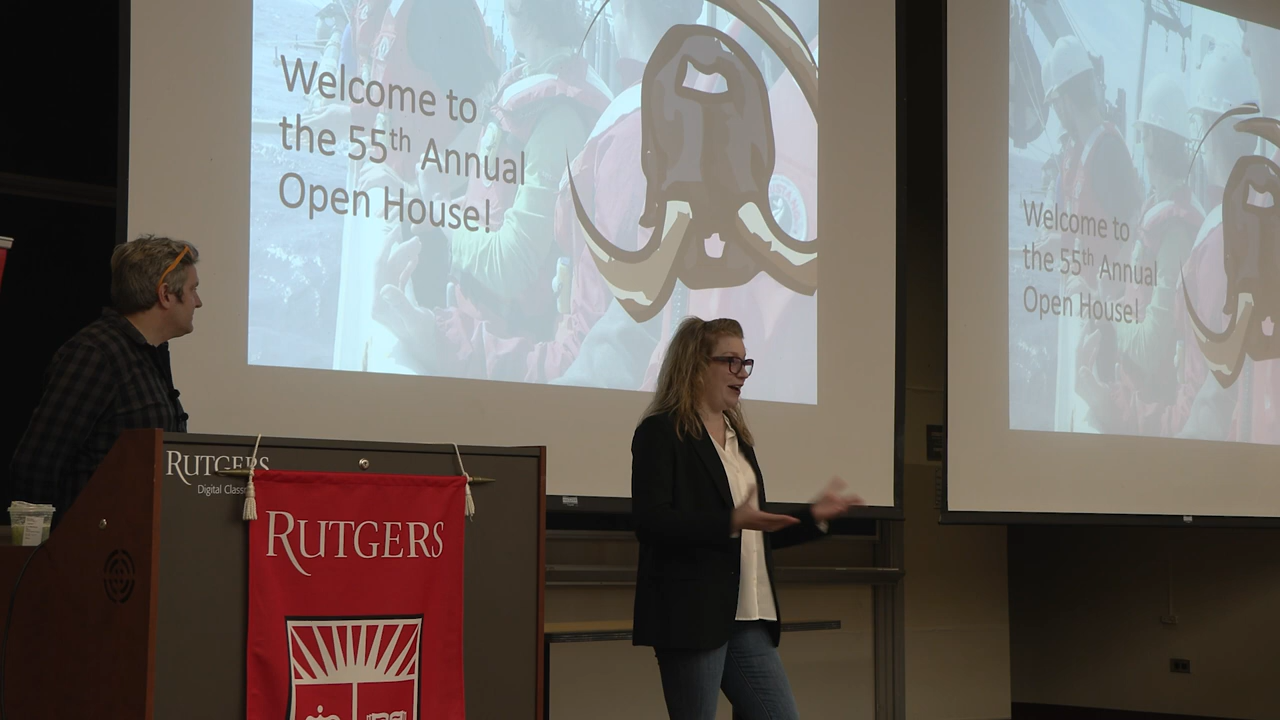 Welcome to
the 55th Annual
Open House!
Welcome to
the 55th Annual
Open House!
RUTGERS
Digital Class
RUTGERS